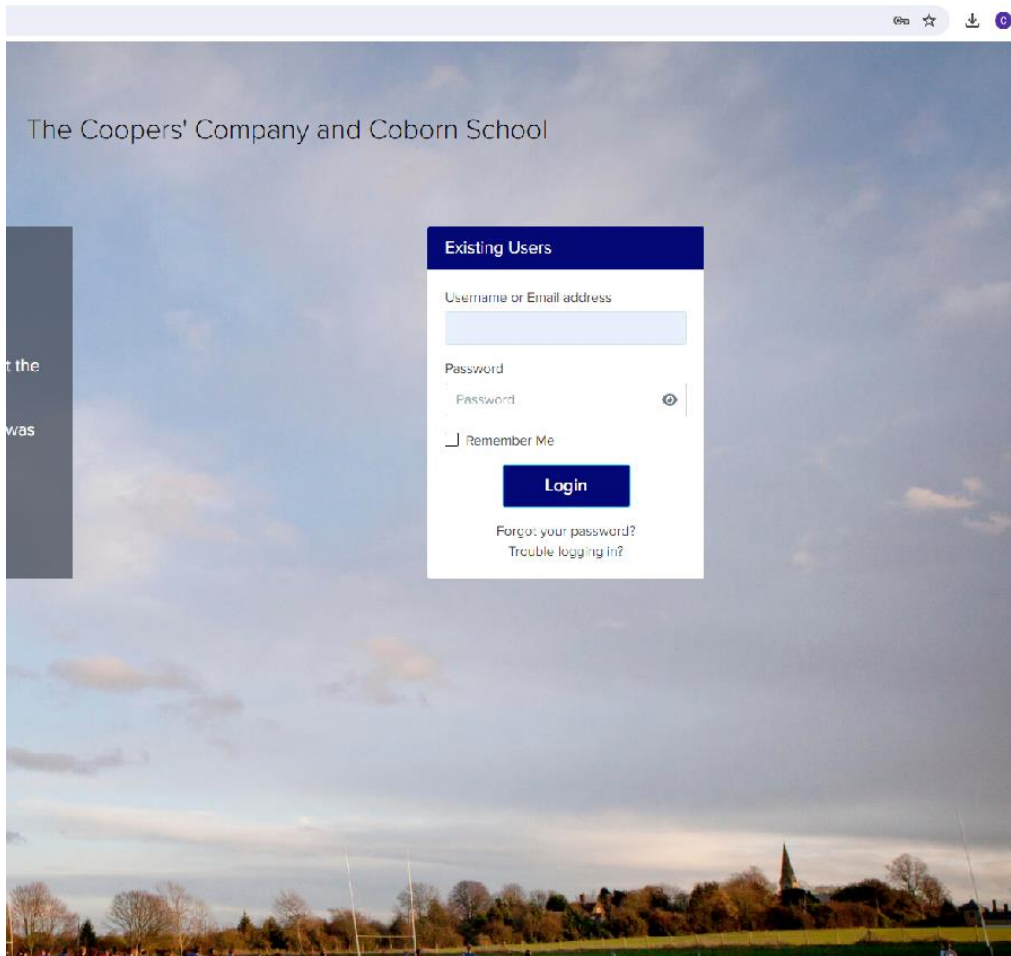 C
The Coopers' Company and Coborn School
Existing Users
Username or Email address
t the
Password
Password
was
Remember Me
Login
Forgot your password?
Trouble logging in?